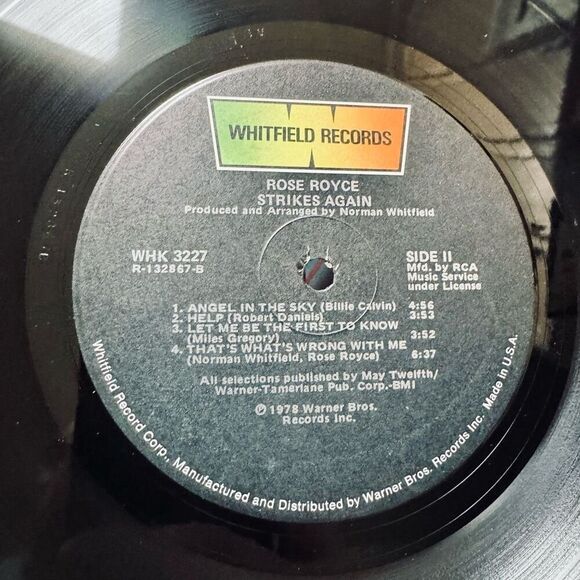 WHITFIELD RECORDS
ROSE ROYCE
STRIKES AGAIN
Produced and Arranged by Norman Whitfield
WHK 3227
R-132867-B
SIDE II
Mfd. by RCA
Music Service
under License
1. ANGEL IN THE SKY (Billie Calvin) 4:56
2. HELP (Robert Daniels) 3:53
3. LET ME BE THE FIRST TO KNOW
(Miles Gregory) 3:52
4. THAT'S WHAT'S WRONG WITH ME
(Norman Whitfield, Rose Royce) 6:37
All selections published by May Twelfth/
Warner-Tamerlane Pub. Corp.-BMI
℗ 1978 Warner Bros.
Records Inc.
Whitfield Record Corp., Manufactured and Distributed by Warner Bros. Records Inc. Made in U.S.A.